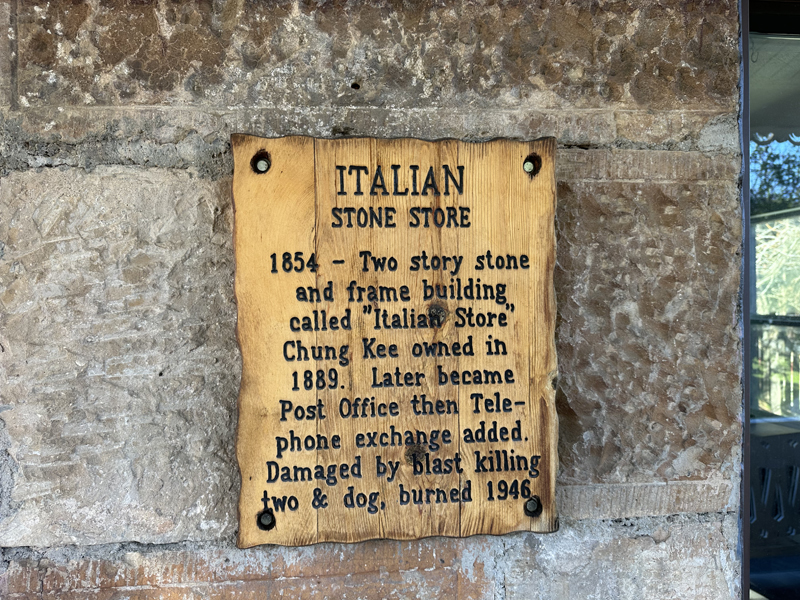 ITALIAN
STONE STORE
1854 - Two story stone
and frame building
called "Italian Store"
Chung Kee owned in
1889. Later became
Post Office then Tele-
phone exchange added.
Damaged by blast killing
two & dog, burned 1946.